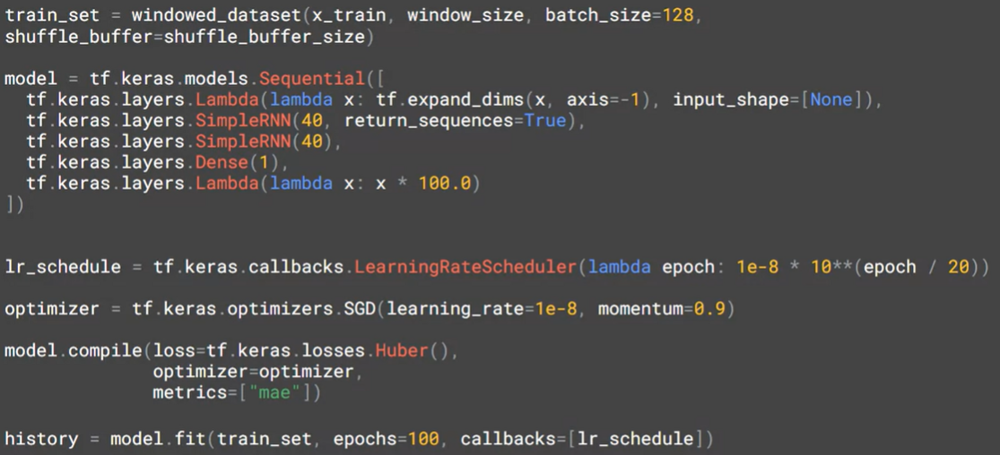 train_set = windowed_dataset(x_train, window_size, batch_size=128,
shuffle_buffer=shuffle_buffer_size)
model = tf.keras.models.Sequential([
  tf.keras.layers.Lambda(lambda x: tf.expand_dims(x, axis=-1), input_shape=[None]),
  tf.keras.layers.SimpleRNN(40, return_sequences=True),
  tf.keras.layers.SimpleRNN(40),
  tf.keras.layers.Dense(1),
  tf.keras.layers.Lambda(lambda x: x * 100.0)
])
lr_schedule = tf.keras.callbacks.LearningRateScheduler(lambda epoch: 1e-8 * 10**(epoch / 20))
optimizer = tf.keras.optimizers.SGD(learning_rate=1e-8, momentum=0.9)
model.compile(loss=tf.keras.losses.Huber(),
              optimizer=optimizer,
              metrics=["mae"])
history = model.fit(train_set, epochs=100, callbacks=[lr_schedule])